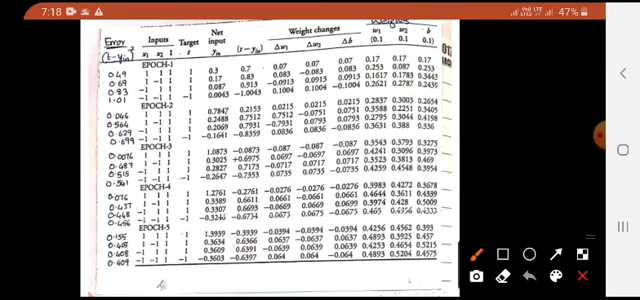 7:18
47%
Weights
Error
(t-yin)²
Inputs Target Net input Weight changes w1 w2 b
x1 x2 1 t yin (t-yin) Δw1 Δw2 Δb (0.1 0.1 0.1)
EPOCH-1
0.49 1 1 1 1 0.3 0.7 0.07 0.07 0.07 0.17 0.17 0.17
0.69 1 -1 1 1 0.17 0.83 0.083 -0.083 0.083 0.253 0.087 0.253
0.83 -1 1 1 1 0.087 0.913 -0.0913 0.0913 0.0913 0.1617 0.1783 0.3443
1.01 -1 -1 1 -1 0.0043 -1.0043 0.1004 0.1004 -0.1004 0.2621 0.2787 0.2439
EPOCH-2
0.046 1 1 1 1 0.7847 0.2153 0.0215 0.0215 0.0215 0.2837 0.3003 0.2654
0.564 1 -1 1 1 0.2488 0.7512 0.7512 -0.0751 0.0751 0.3588 0.2251 0.3405
0.629 -1 1 1 1 0.2069 0.7931 -0.7931 0.0793 0.0793 0.2795 0.3044 0.4198
0.699 -1 -1 1 -1 -0.1641 -0.8359 0.0836 0.0836 -0.0836 0.3631 0.388 0.336
EPOCH-3
0.0076 1 1 1 1 1.0873 -0.0873 -0.087 -0.087 -0.087 0.3543 0.3793 0.3275
0.487 1 -1 1 1 0.3025 +0.6975 0.0697 -0.0697 0.0697 0.4241 0.3096 0.3973
0.515 -1 1 1 1 0.2827 0.7173 -0.0717 0.0717 0.0717 0.3523 0.3813 0.469
0.541 -1 -1 1 -1 -0.2647 -0.7353 0.0735 0.0735 -0.0735 0.4259 0.4548 0.3954
EPOCH-4
0.076 1 1 1 1 1.2761 -0.2761 -0.0276 -0.0276 -0.0276 0.3983 0.4272 0.3678
0.437 1 -1 1 1 0.3389 0.6611 0.0661 -0.0661 0.0661 0.4644 0.3611 0.4339
0.448 -1 1 1 1 0.3307 0.6693 -0.0669 0.0669 0.0699 0.3974 0.428 0.5009
0.456 -1 -1 1 -1 -0.3246 -0.6754 0.0675 0.0675 -0.0675 0.465 0.4956 0.4333
EPOCH-5
0.155 1 1 1 1 1.3939 -0.3939 -0.0394 -0.0394 -0.0394 0.4256 0.4562 0.393
0.405 1 -1 1 1 0.3634 0.6366 0.0637 -0.0637 0.0637 0.4893 0.3925 0.457
0.408 -1 1 1 1 0.3609 0.6391 -0.0639 0.0639 0.0639 0.4253 0.4654 0.5215
0.409 -1 -1 1 -1 -0.3603 -0.6397 0.064 0.064 -0.064 0.4893 0.5204 0.4575